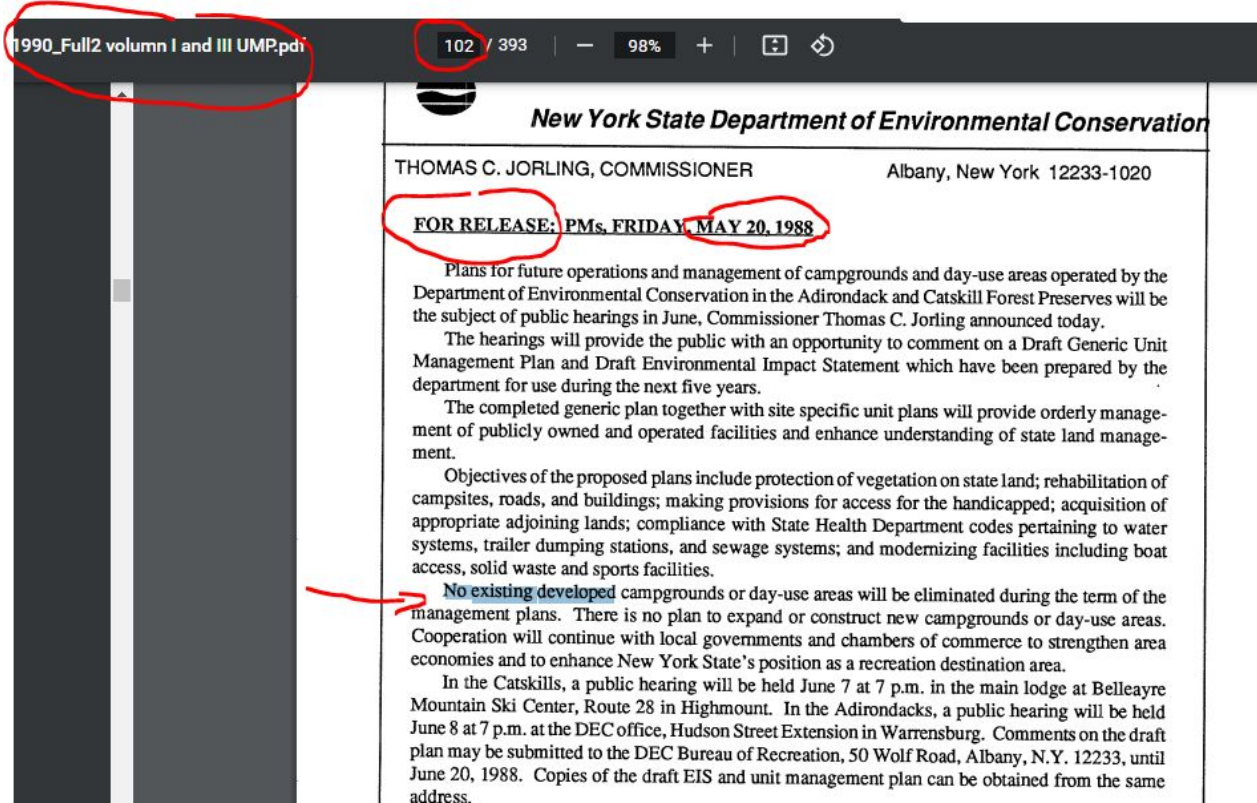 1990_Full2 volumn I and III UMP.pdf 102 / 393 | − 98% + |
New York State Department of Environmental Conservation
THOMAS C. JORLING, COMMISSIONER Albany, New York 12233-1020
FOR RELEASE: PMs, FRIDAY, MAY 20, 1988
Plans for future operations and management of campgrounds and day-use areas operated by the
Department of Environmental Conservation in the Adirondack and Catskill Forest Preserves will be
the subject of public hearings in June, Commissioner Thomas C. Jorling announced today.
The hearings will provide the public with an opportunity to comment on a Draft Generic Unit
Management Plan and Draft Environmental Impact Statement which have been prepared by the
department for use during the next five years.
The completed generic plan together with site specific unit plans will provide orderly manage-
ment of publicly owned and operated facilities and enhance understanding of state land manage-
ment.
Objectives of the proposed plans include protection of vegetation on state land; rehabilitation of
campsites, roads, and buildings; making provisions for access for the handicapped; acquisition of
appropriate adjoining lands; compliance with State Health Department codes pertaining to water
systems, trailer dumping stations, and sewage systems; and modernizing facilities including boat
access, solid waste and sports facilities.
No existing developed campgrounds or day-use areas will be eliminated during the term of the
management plans. There is no plan to expand or construct new campgrounds or day-use areas.
Cooperation will continue with local governments and chambers of commerce to strengthen area
economies and to enhance New York State's position as a recreation destination area.
In the Catskills, a public hearing will be held June 7 at 7 p.m. in the main lodge at Belleayre
Mountain Ski Center, Route 28 in Highmount. In the Adirondacks, a public hearing will be held
June 8 at 7 p.m. at the DEC office, Hudson Street Extension in Warrensburg. Comments on the draft
plan may be submitted to the DEC Bureau of Recreation, 50 Wolf Road, Albany, N.Y. 12233, until
June 20, 1988. Copies of the draft EIS and unit management plan can be obtained from the same
address.